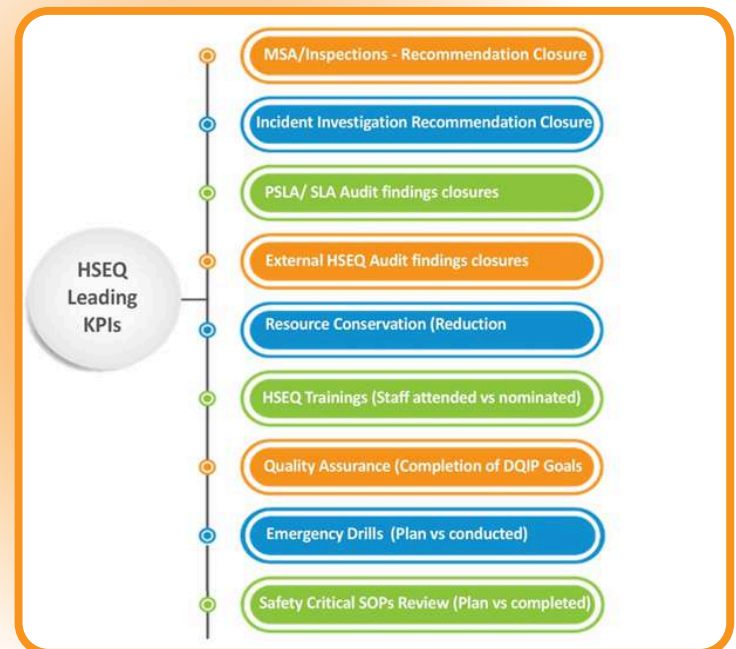 MSA/Inspections - Recommendation Closure
Incident Investigation Recommendation Closure
PSLA/ SLA Audit findings closures
External HSEQ Audit findings closures
HSEQ
Leading
KPIs
Resource Conservation (Reduction
HSEQ Trainings (Staff attended vs nominated)
Quality Assurance (Completion of DQIP Goals
Emergency Drills (Plan vs conducted)
Safety Critical SOPs Review (Plan vs completed)